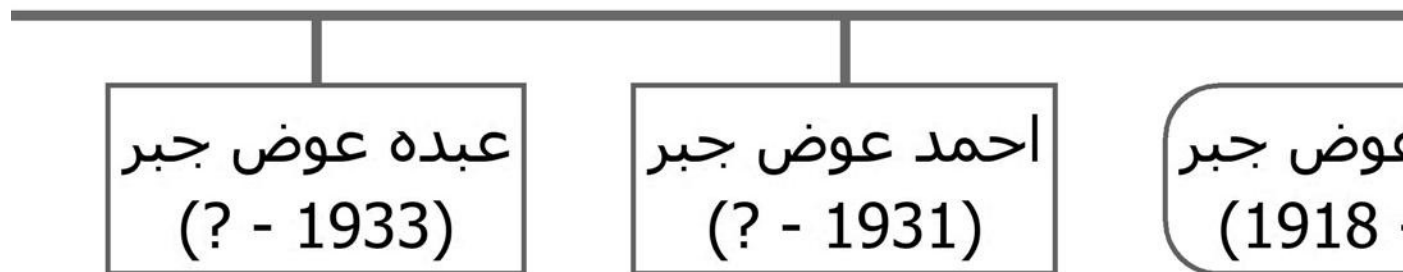 عوض جبر
(1918 -
احمد عوض جبر
(? - 1931)
عبده عوض جبر
(? - 1933)